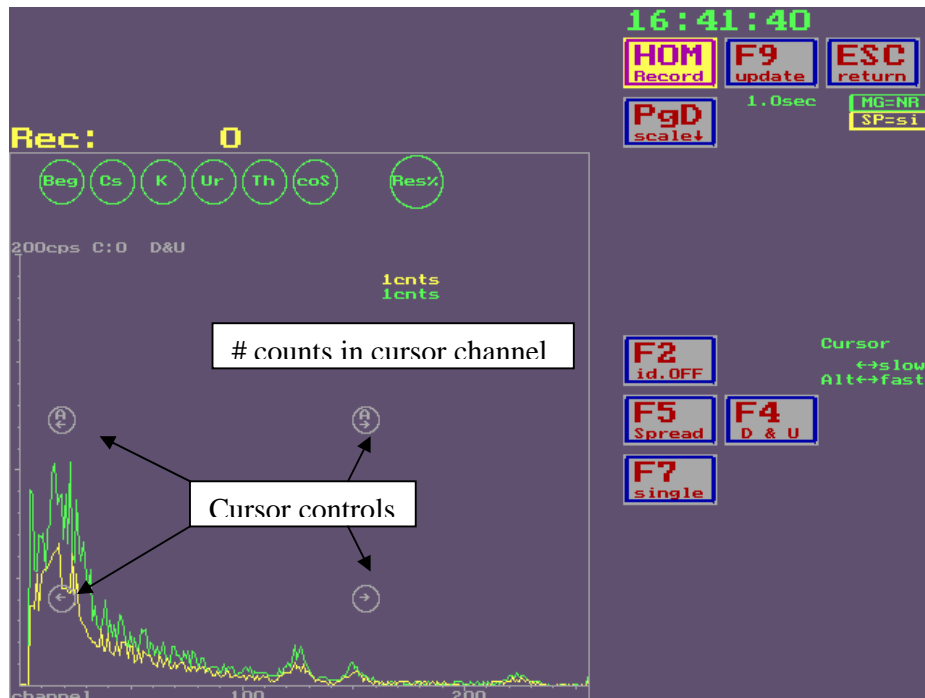 16:41:40
HOM
Record
F9
update
ESC
return
PgD
scale↓
1.0sec
MG=NR
SP=si
Rec: 0
Beg Cs K Ur Th coS Res%
200cps C:0 D&U
1cnts
1cnts
# counts in cursor channel
F2
id.OFF
Cursor
↔slow
Alt↔fast
A A
← →
F5
Spread
F4
D & U
F7
single
Cursor controls
← →
channel 100 200